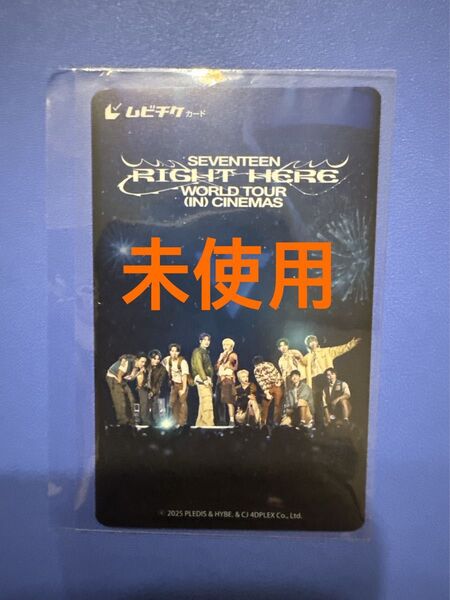 ムビチケカード
SEVENTEEN
RIGHT HERE
WORLD TOUR
(IN) CINEMAS
未使用
© 2025 PLEDIS & HYBE. & CJ 4DPLEX Co., Ltd.